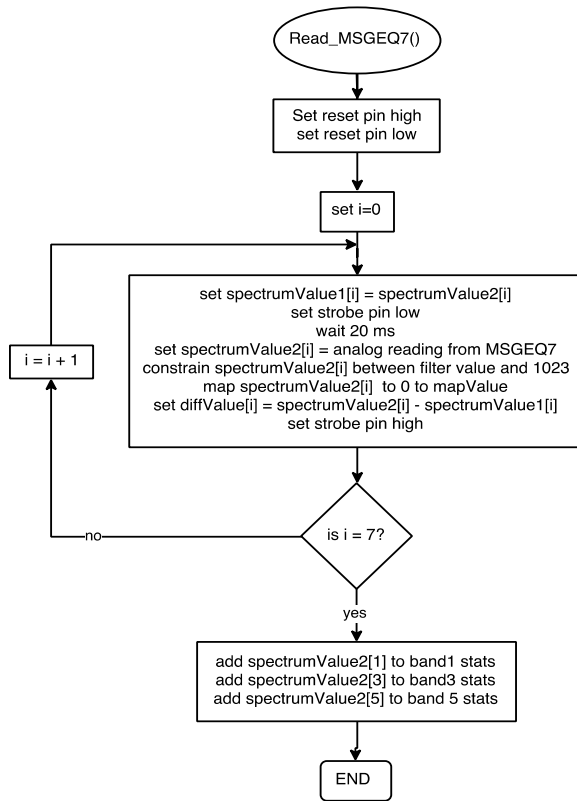 Read_MSGEQ7()
Set reset pin high
set reset pin low
set i=0
set spectrumValue1[i] = spectrumValue2[i]
set strobe pin low
wait 20 ms
set spectrumValue2[i] = analog reading from MSGEQ7
constrain spectrumValue2[i] between filter value and 1023
map spectrumValue2[i] to 0 to mapValue
set diffValue[i] = spectrumValue2[i] - spectrumValue1[i]
set strobe pin high
i = i + 1
is i = 7?
no
yes
add spectrumValue2[1] to band1 stats
add spectrumValue2[3] to band3 stats
add spectrumValue2[5] to band 5 stats
END